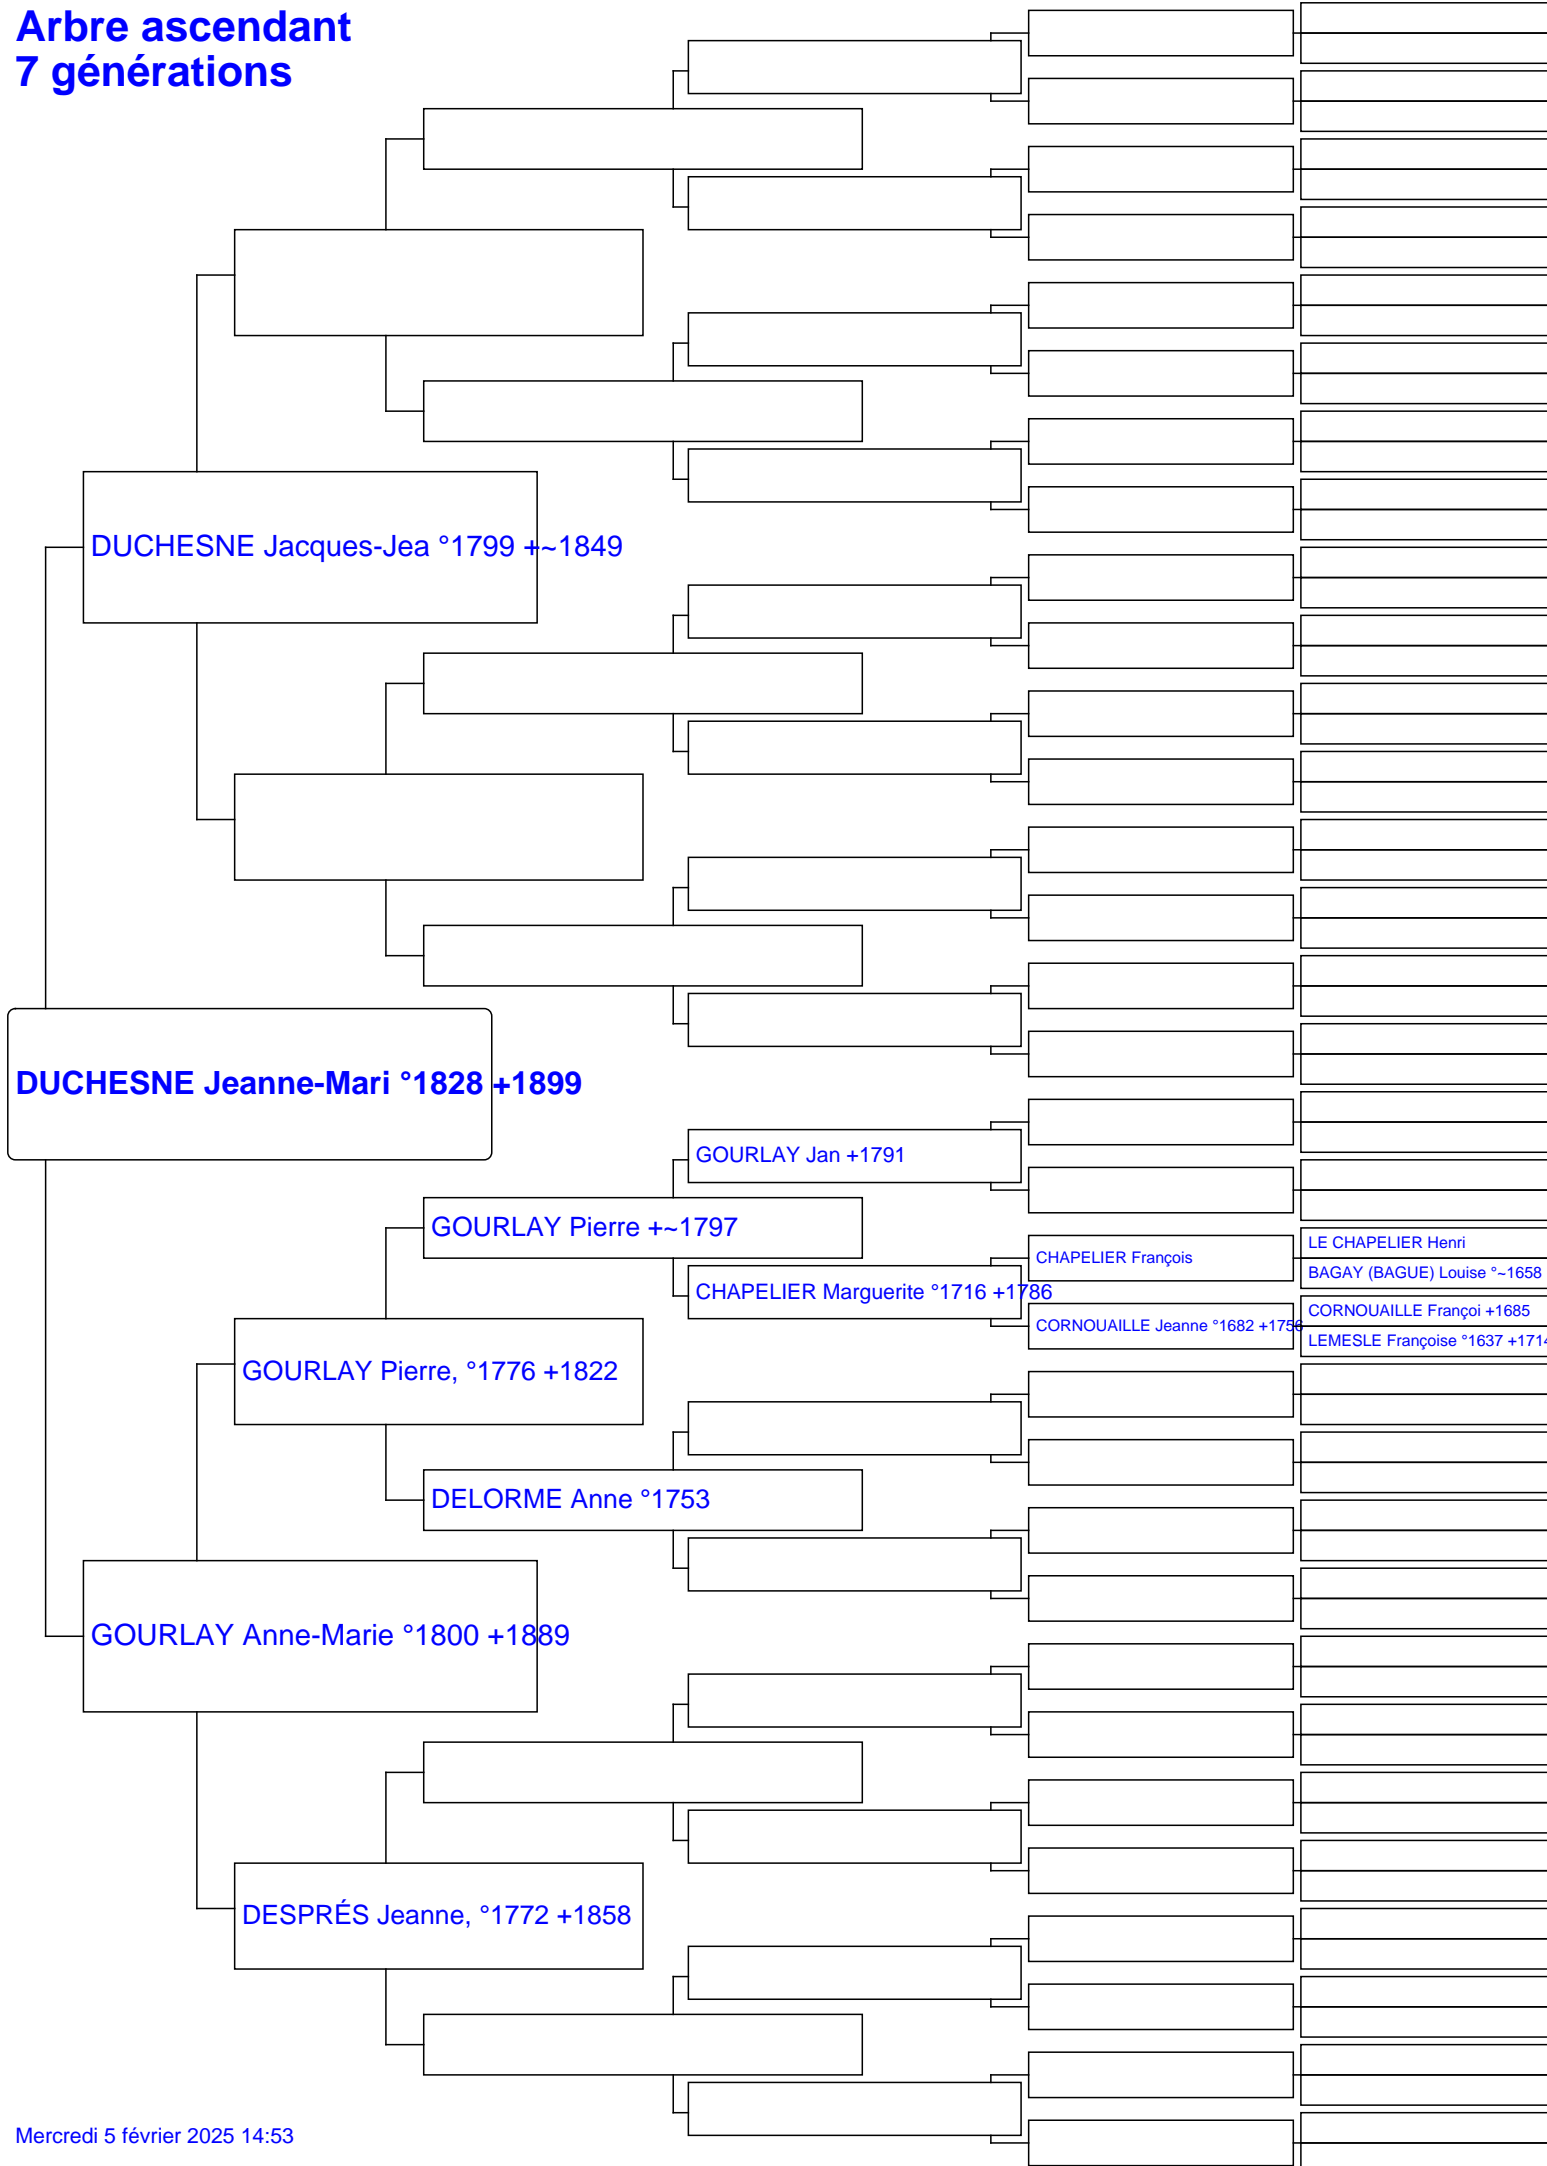 Arbre ascendant
7 générations
DUCHESNE Jacques-Jea °1799 +~1849
DUCHESNE Jeanne-Mari °1828 +1899
GOURLAY Jan +1791
GOURLAY Pierre +~1797
CHAPELIER François
LE CHAPELIER Henri
BAGAY (BAGUE) Louise °~1658
CHAPELIER Marguerite °1716 +1786
CORNOUAILLE Jeanne °1682 +1756
CORNOUAILLE Françoi +1685
LEMESLE Françoise °1637 +1714
GOURLAY Pierre, °1776 +1822
DELORME Anne °1753
GOURLAY Anne-Marie °1800 +1889
DESPRÉS Jeanne, °1772 +1858
Mercredi 5 février 2025 14:53